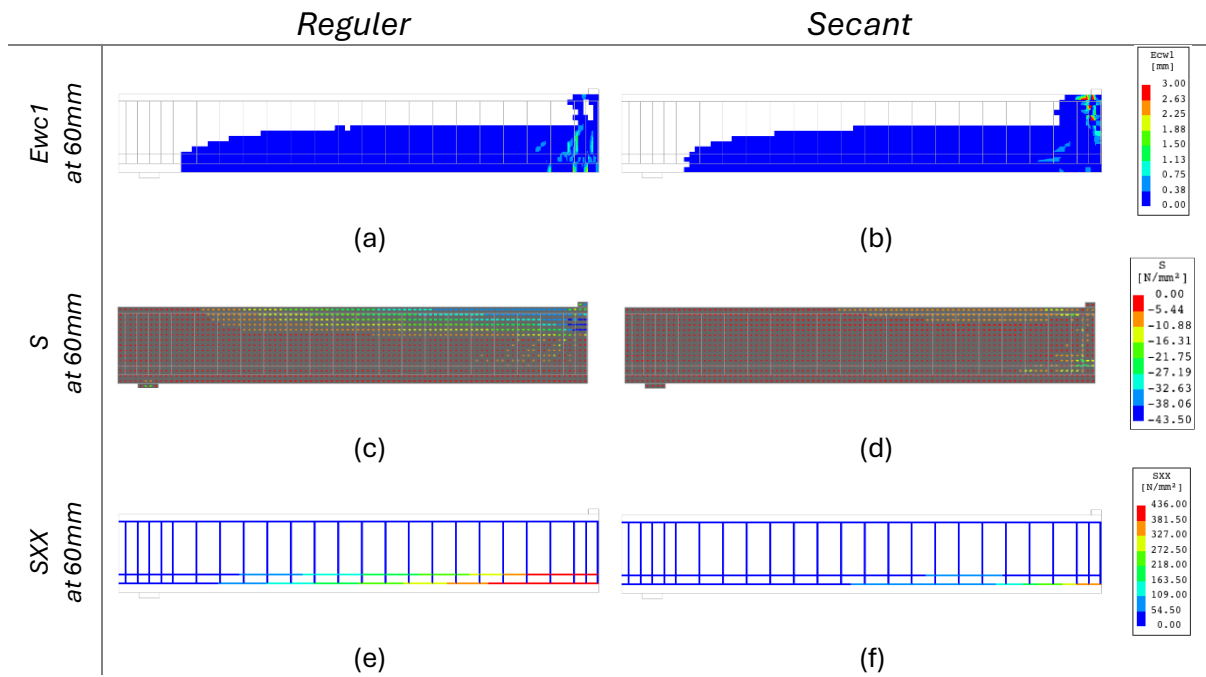 Reguler
Secant
Ewc1
at 60mm
Ecw1
[mm]
3.00
2.63
2.25
1.88
1.50
1.13
0.75
0.38
0.00
(a)
(b)
S
at 60mm
S
[N/mm²]
0.00
-5.44
-10.88
-16.31
-21.75
-27.19
-32.63
-38.06
-43.50
(c)
(d)
SXX
at 60mm
SXX
[N/mm²]
436.00
381.50
327.00
272.50
218.00
163.50
109.00
54.50
0.00
(e)
(f)